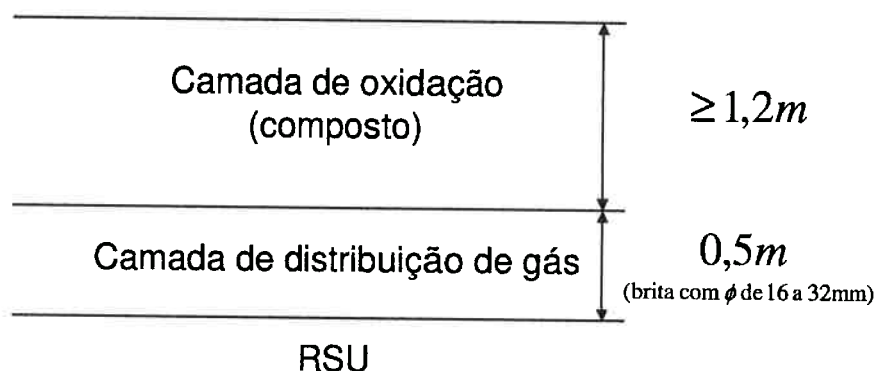 Camada de oxidação
(composto)
≥ 1,2m
Camada de distribuição de gás
0,5m
(brita com ϕ de 16 a 32mm)
RSU